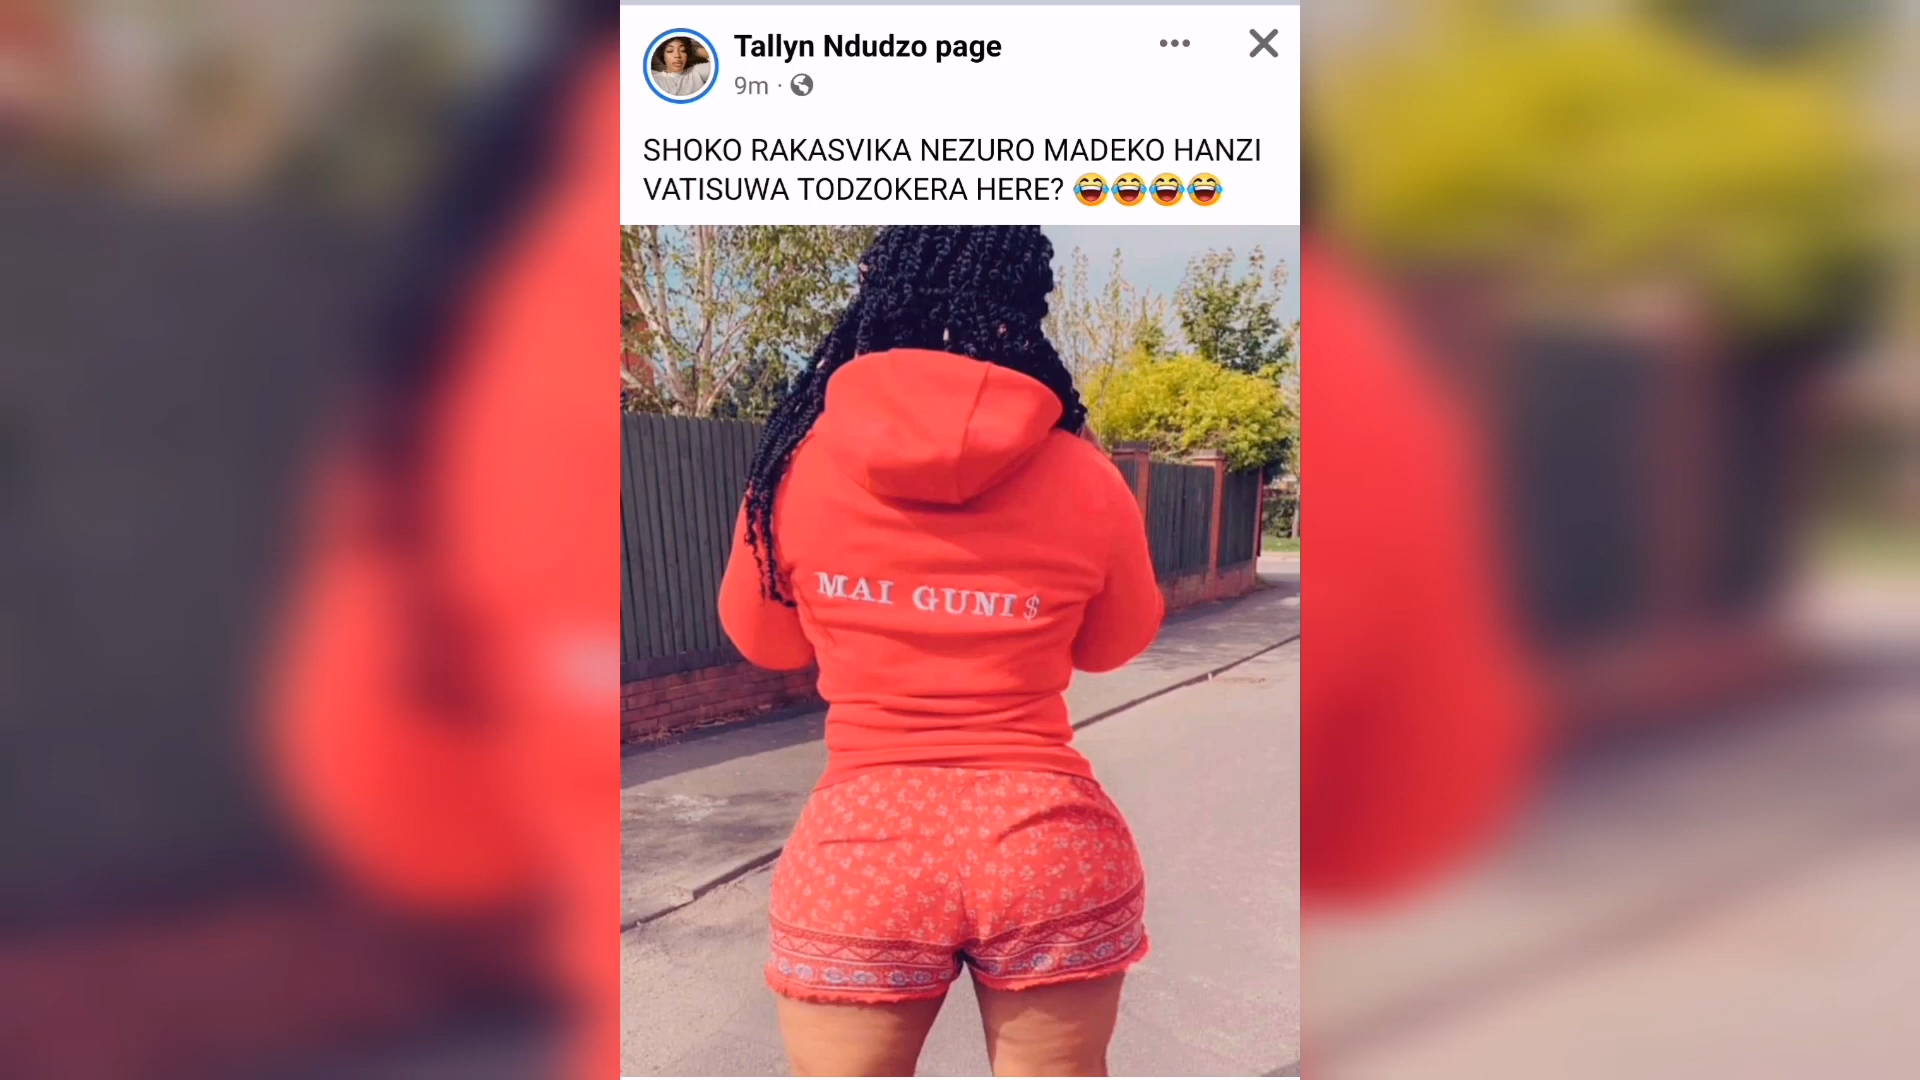 Tallyn Ndudzo page
9m ·
SHOKO RAKASVIKA NEZURO MADEKO HANZI
VATISUWA TODZOKERA HERE? 😂😂😂😂
MAI GUNI$